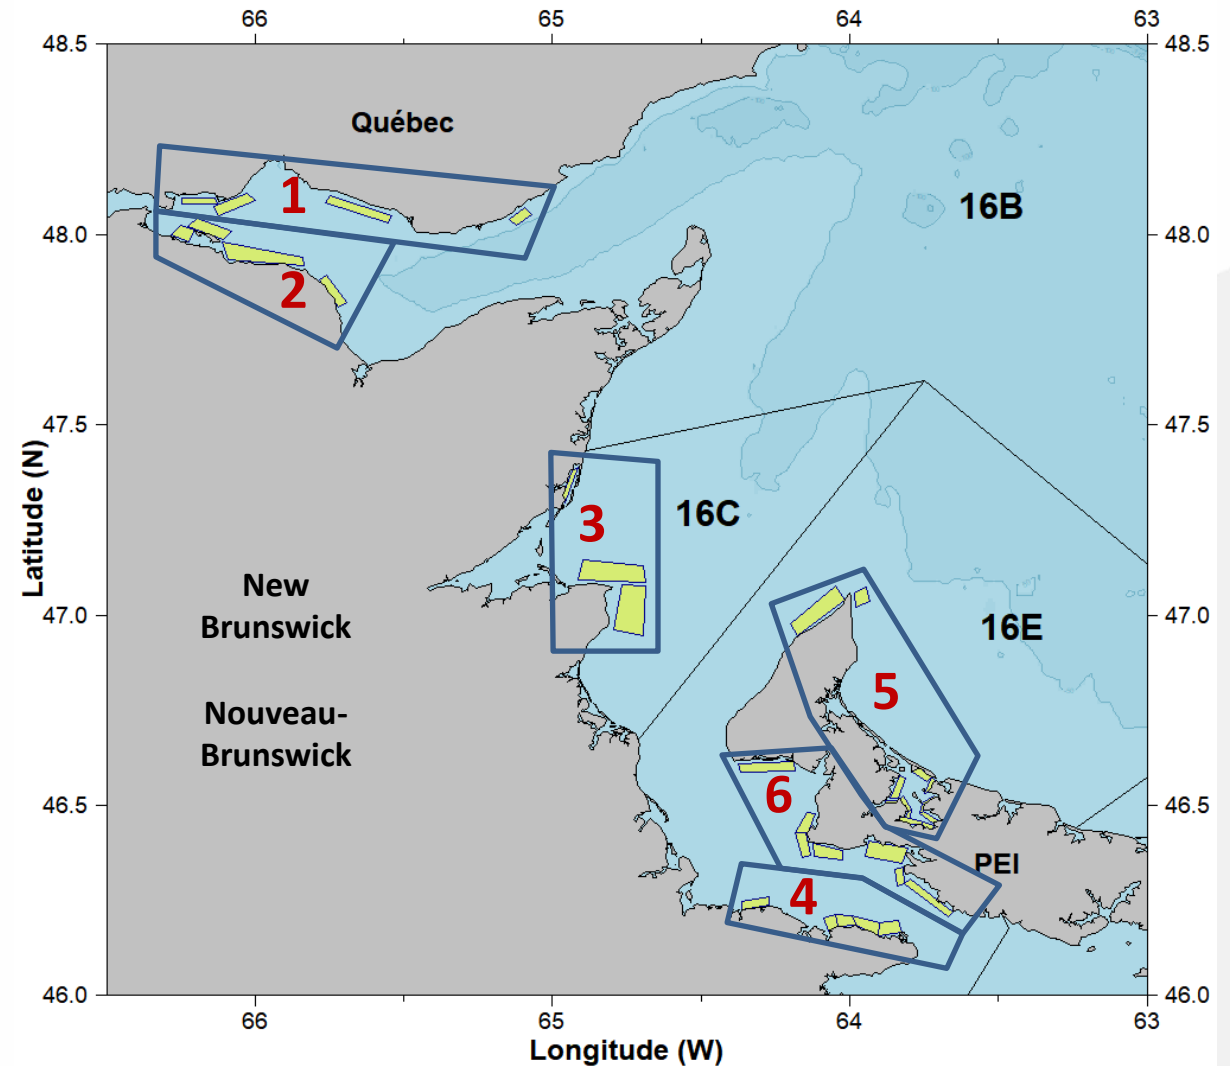 66 65 64 63
48.5 48.5
Québec
1
16B
48.0 48.0
2
47.5 47.5
Latitude (N)
3 16C
New
Brunswick
47.0 47.0
16E
5
Nouveau-
Brunswick
6
46.5 46.5
PEI
4
46.0 46.0
66 65 64 63
Longitude (W)